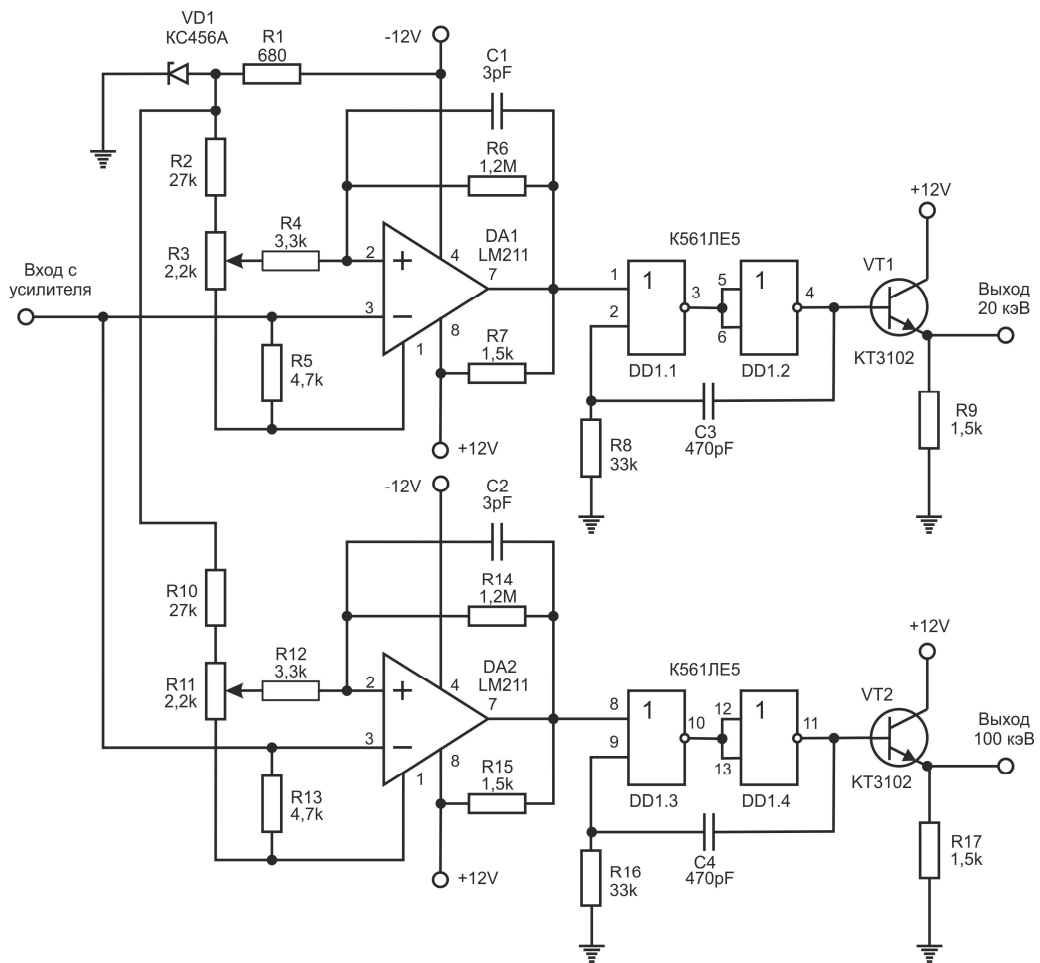 VD1
КС456А
R1
680
-12V
C1
3pF
R6
1,2M
R2
27k
R4
3,3k
R3
2,2k
Вход с
усилителя
2
+
3
−
4
DA1
LM211
7
8
1
R7
1,5k
R5
4,7k
+12V
К561ЛЕ5
1
1
2
3
DD1.1
1
5
6
4
DD1.2
C3
470pF
R8
33k
+12V
VT1
KT3102
Выход
20 кэВ
R9
1,5k
-12V
C2
3pF
R14
1,2M
R10
27k
R12
3,3k
R11
2,2k
2
+
3
−
4
DA2
LM211
7
8
1
R15
1,5k
R13
4,7k
+12V
К561ЛЕ5
8
1
9
10
DD1.3
1
12
13
11
DD1.4
C4
470pF
R16
33k
+12V
VT2
KT3102
Выход
100 кэВ
R17
1,5k